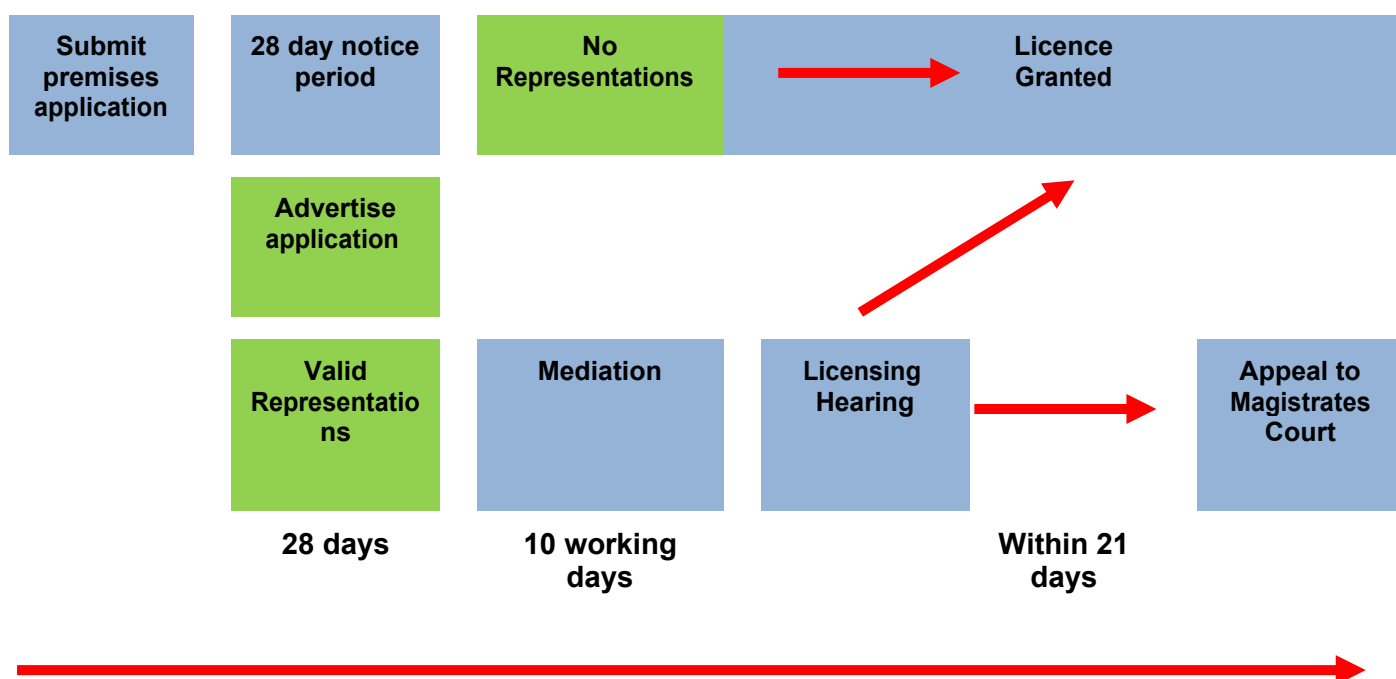 Submit
premises
application
28 day notice
period
No
Representations
Licence
Granted
Advertise
application
Valid
Representatio
ns
Mediation
Licensing
Hearing
Appeal to
Magistrates
Court
28 days
10 working
days
Within 21
days